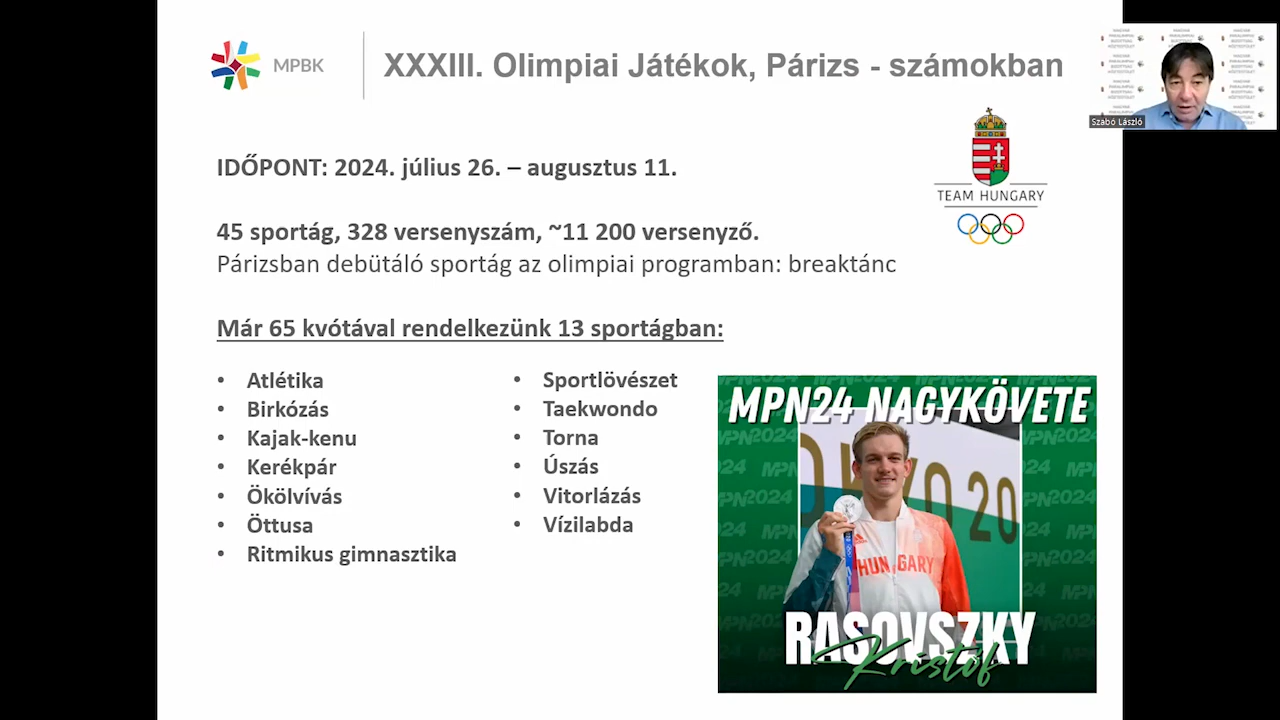 MPBK
XXXIII. Olimpiai Játékok, Párizs - számokban
Szabó László
IDŐPONT: 2024. július 26. – augusztus 11.
TEAM HUNGARY
45 sportág, 328 versenyszám, ~11 200 versenyző.
Párizsban debütáló sportág az olimpiai programban: breaktánc
Már 65 kvótával rendelkezünk 13 sportágban:
• Atlétika
• Birkózás
• Kajak-kenu
• Kerékpár
• Ökölvívás
• Öttusa
• Ritmikus gimnasztika
• Sportlövészet
• Taekwondo
• Torna
• Úszás
• Vitorlázás
• Vízilabda
MPN24 NAGYKÖVETE
HUNGARY
RASOVSZKY
Kristóf